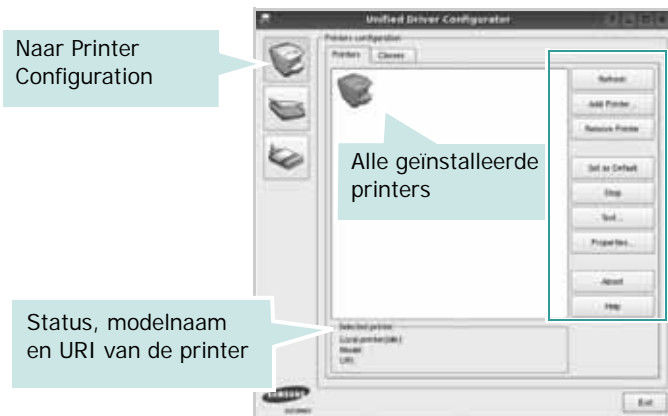 Unified Driver Configurator
Naar Printer
Configuration
Printers configuration
Printers
Classes
Refresh
Add Printer...
Remove Printer
Set as Default
Stop
Test...
Properties...
About
Help
Alle geïnstalleerde
printers
Status, modelnaam
en URI van de printer
Selected printer:
Local printer(idle)
Model:
URI:
SAMSUNG
Exit